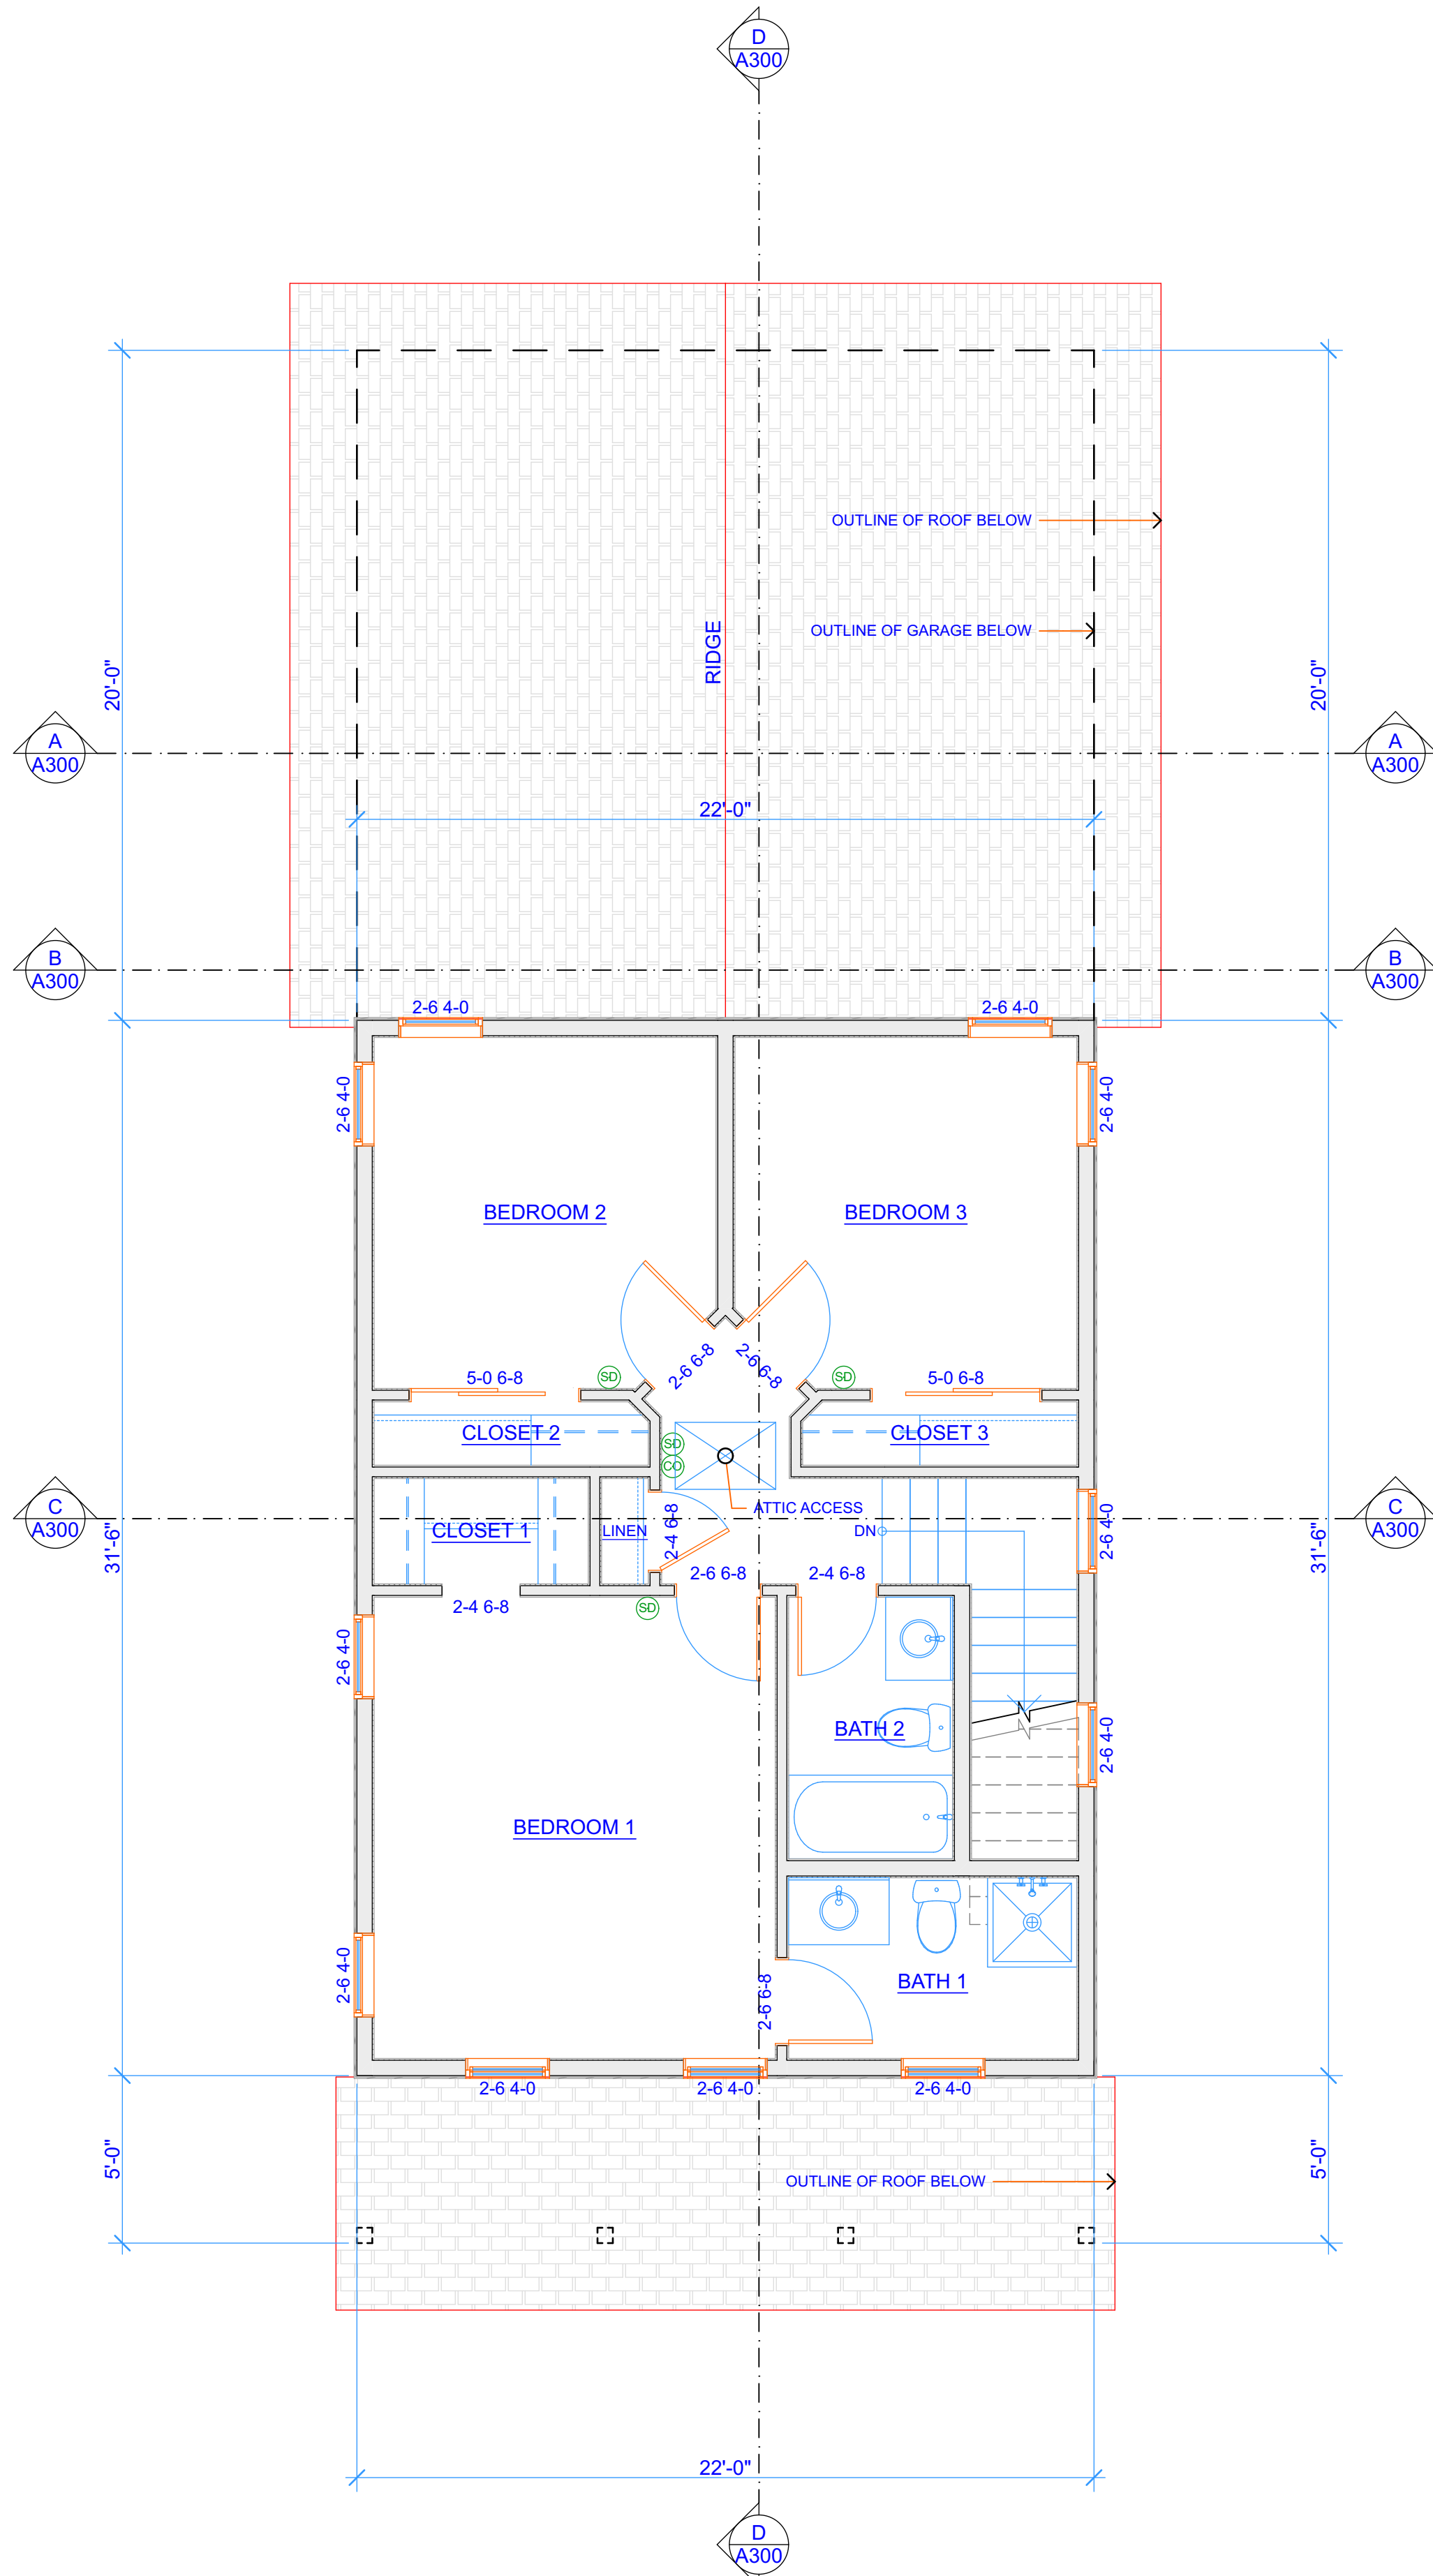 D
A300
OUTLINE OF ROOF BELOW
OUTLINE OF GARAGE BELOW
RIDGE
20'-0"
20'-0"
A
A300
A
A300
22'-0"
B
A300
B
A300
2-6 4-0
2-6 4-0
2-6 4-0
2-6 4-0
BEDROOM 2
BEDROOM 3
2-6 6-8
2-6 6-8
5-0 6-8
SD
SD
5-0 6-8
CLOSET 2
SD
CO
CLOSET 3
C
A300
C
A300
ATTIC ACCESS
CLOSET 1
LINEN
2-4 6-8
DN
2-6 4-0
31'-6"
31'-6"
2-6 6-8
2-4 6-8
2-4 6-8
SD
2-6 4-0
BATH 2
2-6 4-0
BEDROOM 1
2-6 4-0
2-6 6-8
BATH 1
2-6 4-0
2-6 4-0
2-6 4-0
5'-0"
5'-0"
OUTLINE OF ROOF BELOW
22'-0"
D
A300